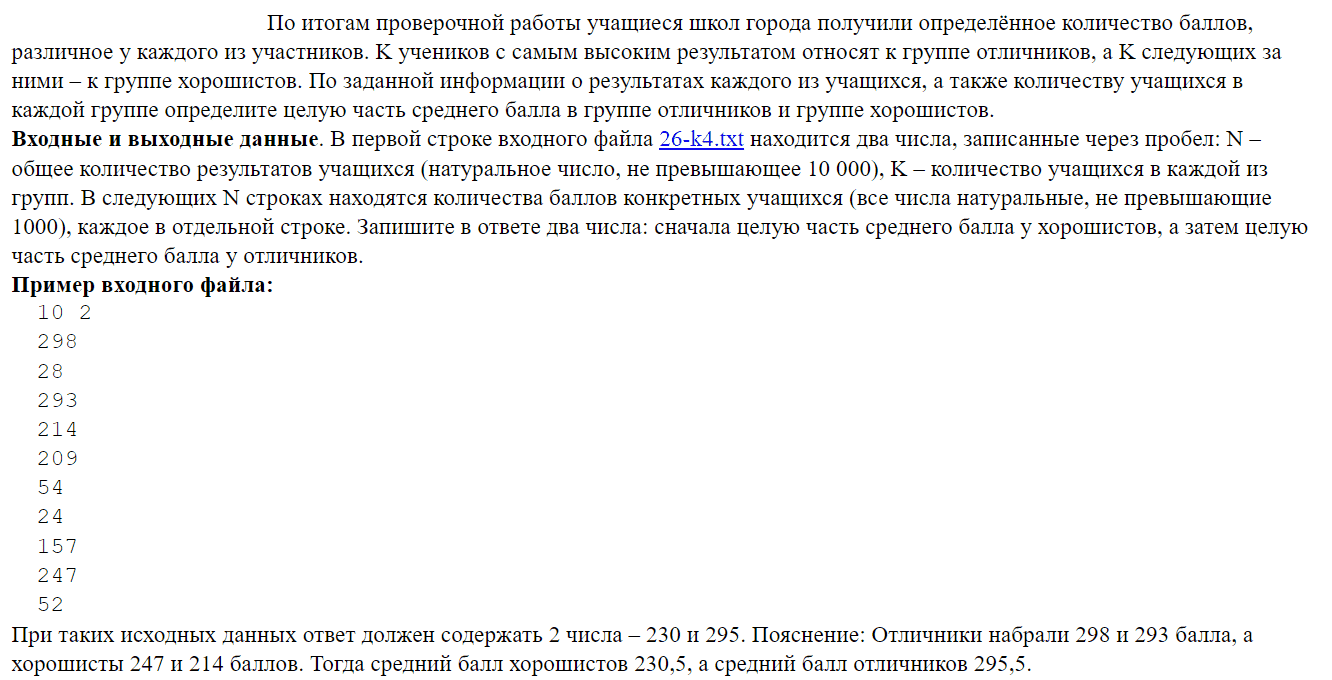 По итогам проверочной работы учащиеся школ города получили определённое количество баллов,
различное у каждого из участников. K учеников с самым высоким результатом относят к группе отличников, а K следующих за
ними – к группе хорошистов. По заданной информации о результатах каждого из учащихся, а также количеству учащихся в
каждой группе определите целую часть среднего балла в группе отличников и группе хорошистов.
Входные и выходные данные. В первой строке входного файла 26-k4.txt находится два числа, записанные через пробел: N –
общее количество результатов учащихся (натуральное число, не превышающее 10 000), K – количество учащихся в каждой из
групп. В следующих N строках находятся количества баллов конкретных учащихся (все числа натуральные, не превышающие
1000), каждое в отдельной строке. Запишите в ответе два числа: сначала целую часть среднего балла у хорошистов, а затем целую
часть среднего балла у отличников.
Пример входного файла:
10 2
298
28
293
214
209
54
24
157
247
52
При таких исходных данных ответ должен содержать 2 числа – 230 и 295. Пояснение: Отличники набрали 298 и 293 балла, а
хорошисты 247 и 214 баллов. Тогда средний балл хорошистов 230,5, а средний балл отличников 295,5.